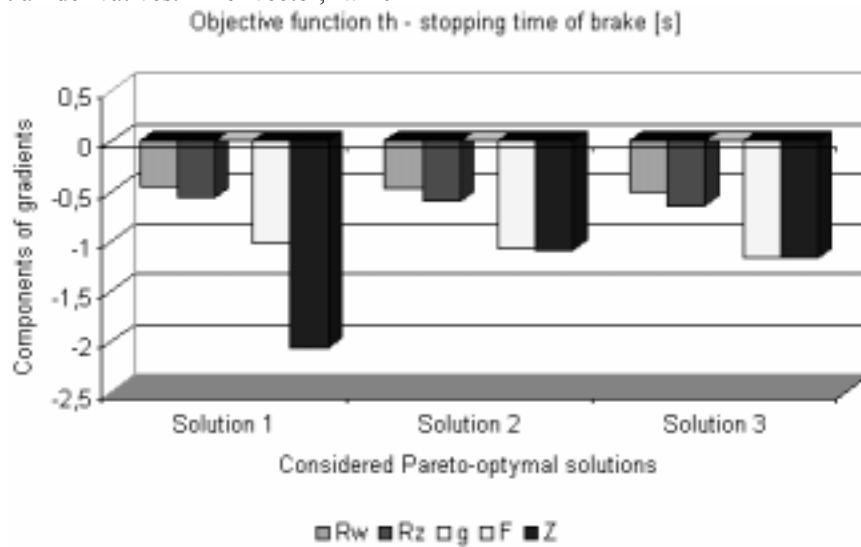 Objective function th - stopping time of brake [s]
Components of gradients
0,5
0
-0,5
-1
-1,5
-2
-2,5
Solution 1 Solution 2 Solution 3
Considered Pareto-optymal solutions
Rw Rz g F Z